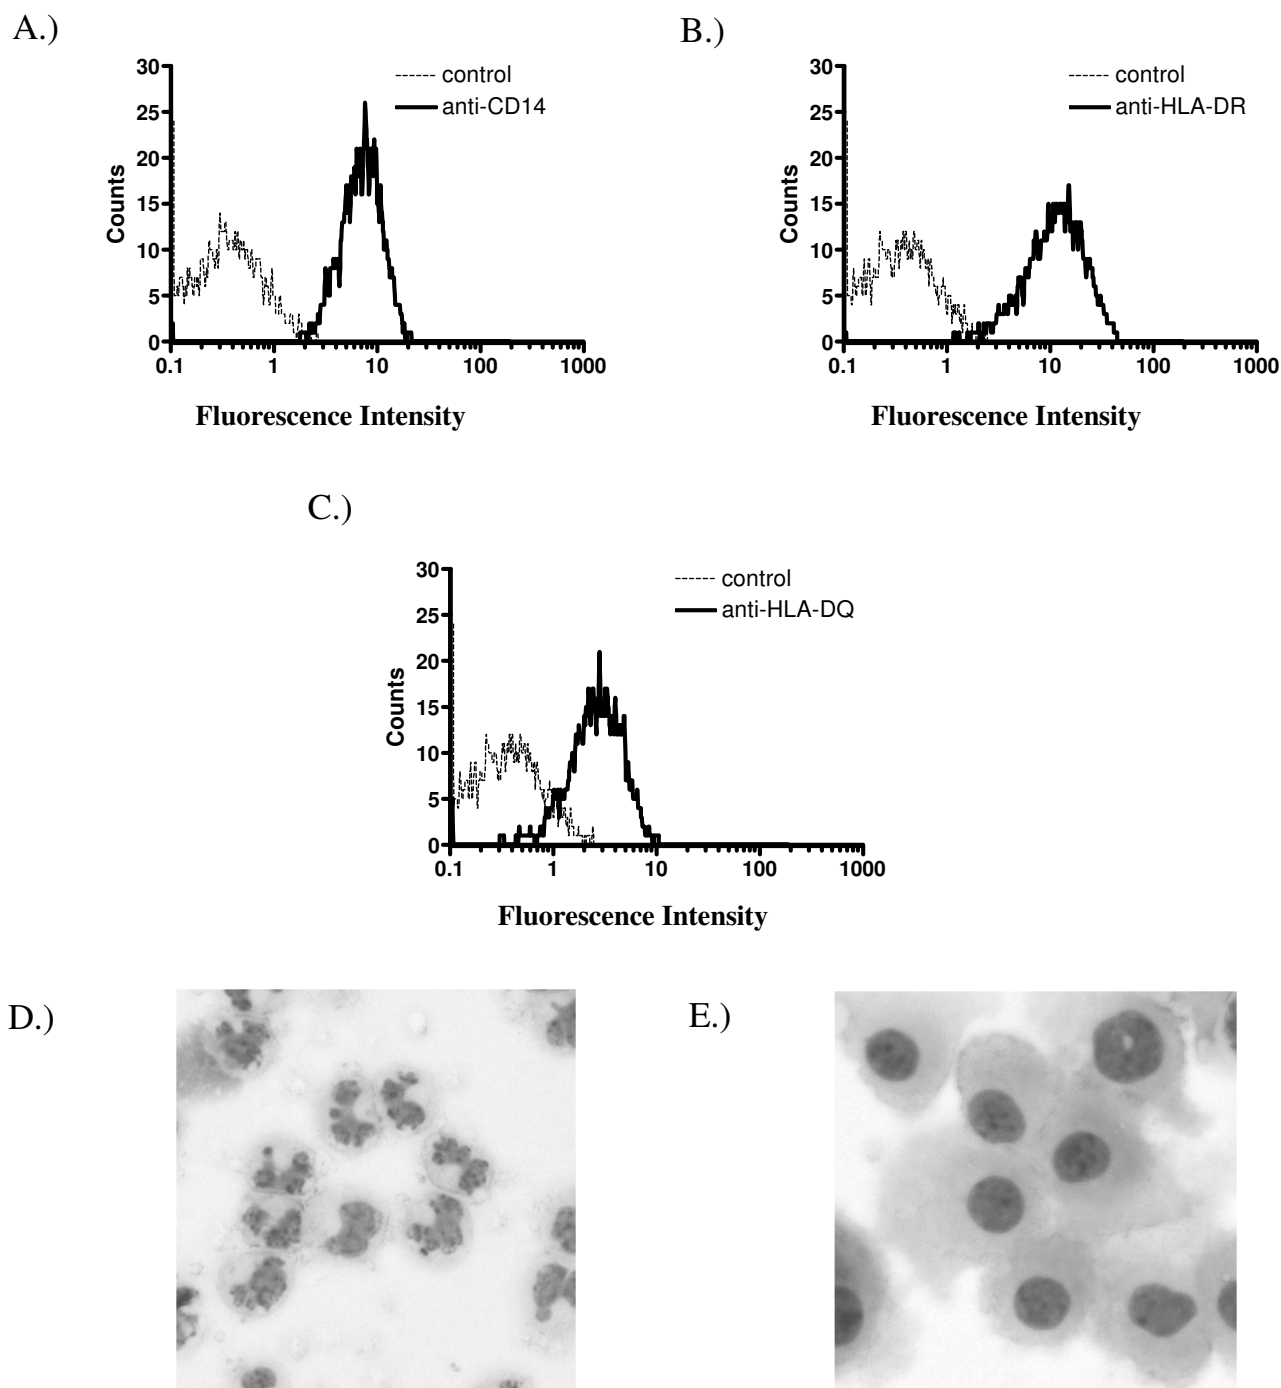 A.)
30
25
20
15
10
5
0
Counts
control
anti-CD14
0.1 1 10 100 1000
Fluorescence Intensity
B.)
30
25
20
15
10
5
0
Counts
control
anti-HLA-DR
0.1 1 10 100 1000
Fluorescence Intensity
C.)
30
25
20
15
10
5
0
Counts
control
anti-HLA-DQ
0.1 1 10 100 1000
Fluorescence Intensity
D.)
E.)